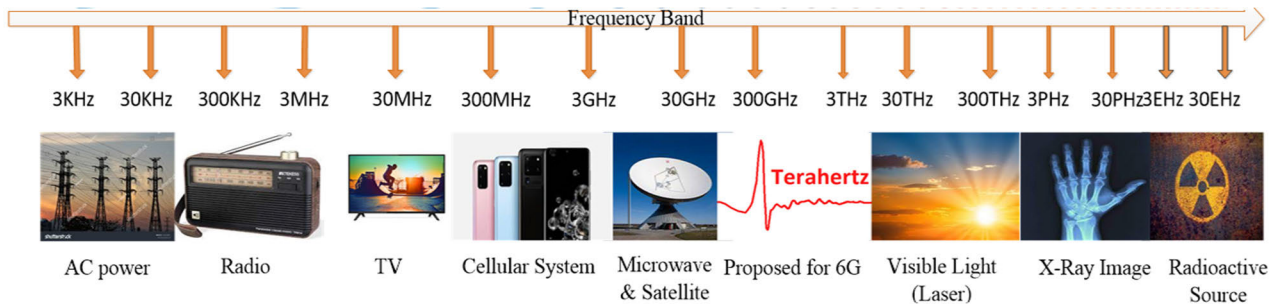 Frequency Band
3KHz 30KHz 300KHz 3MHz 30MHz 300MHz 3GHz 30GHz 300GHz 3THz 30THz 300THz 3PHz 30PHz 3EHz 30EHz
Terahertz
AC power Radio TV Cellular System Microwave & Satellite Proposed for 6G Visible Light (Laser) X-Ray Image Radioactive Source